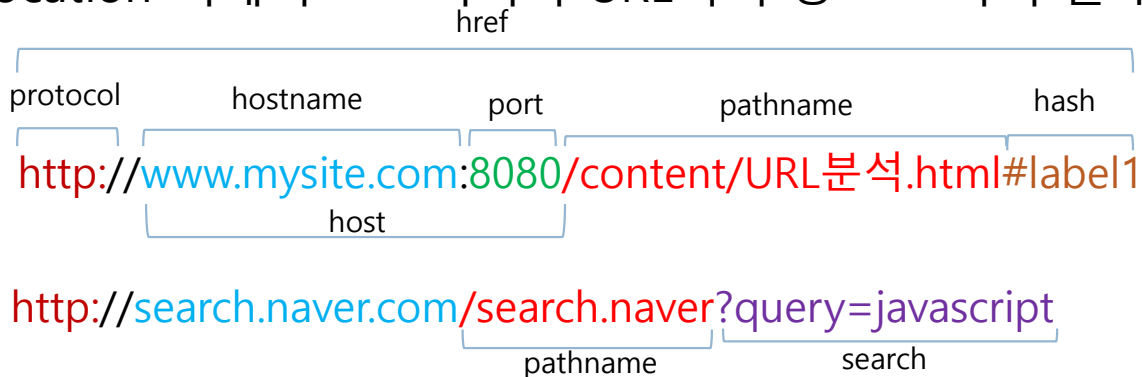 href
protocol hostname port pathname hash
http://www.mysite.com:8080/content/URL분석.html#label1
host
http://search.naver.com/search.naver?query=javascript
pathname search